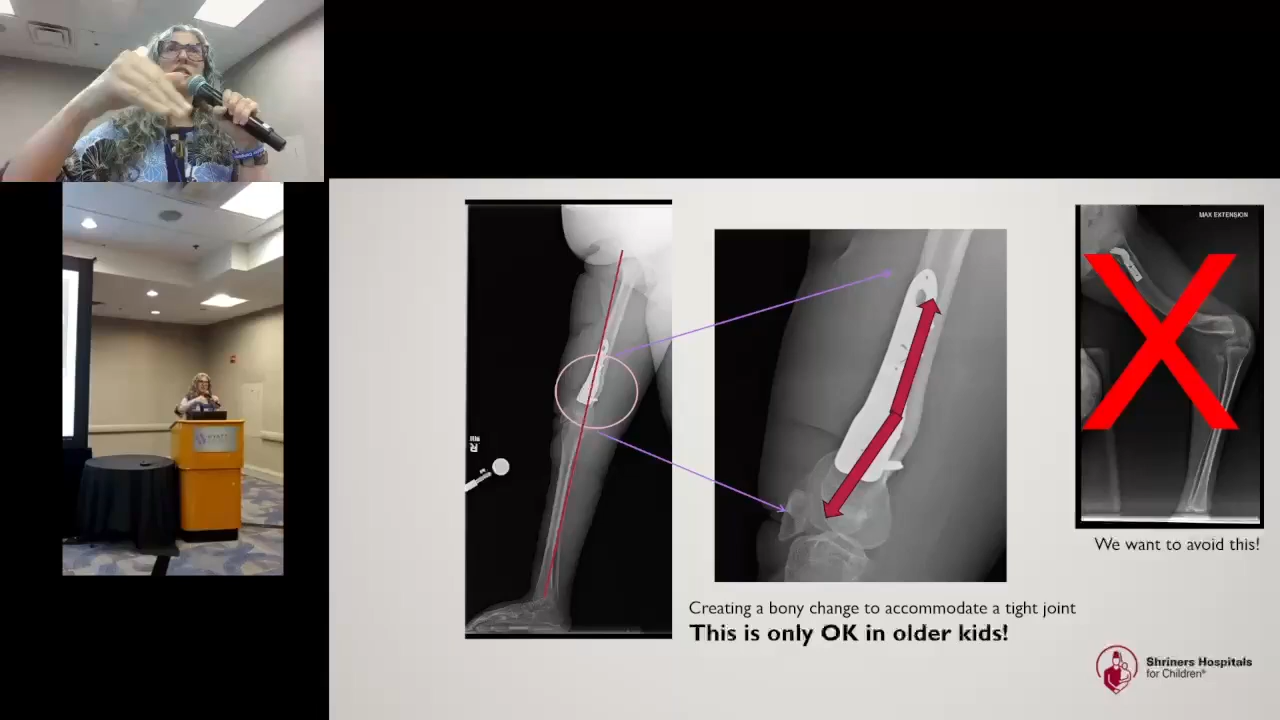 MAX EXTENSION
R
We want to avoid this!
Creating a bony change to accommodate a tight joint
This is only OK in older kids!
Shriners Hospitals
for Children®